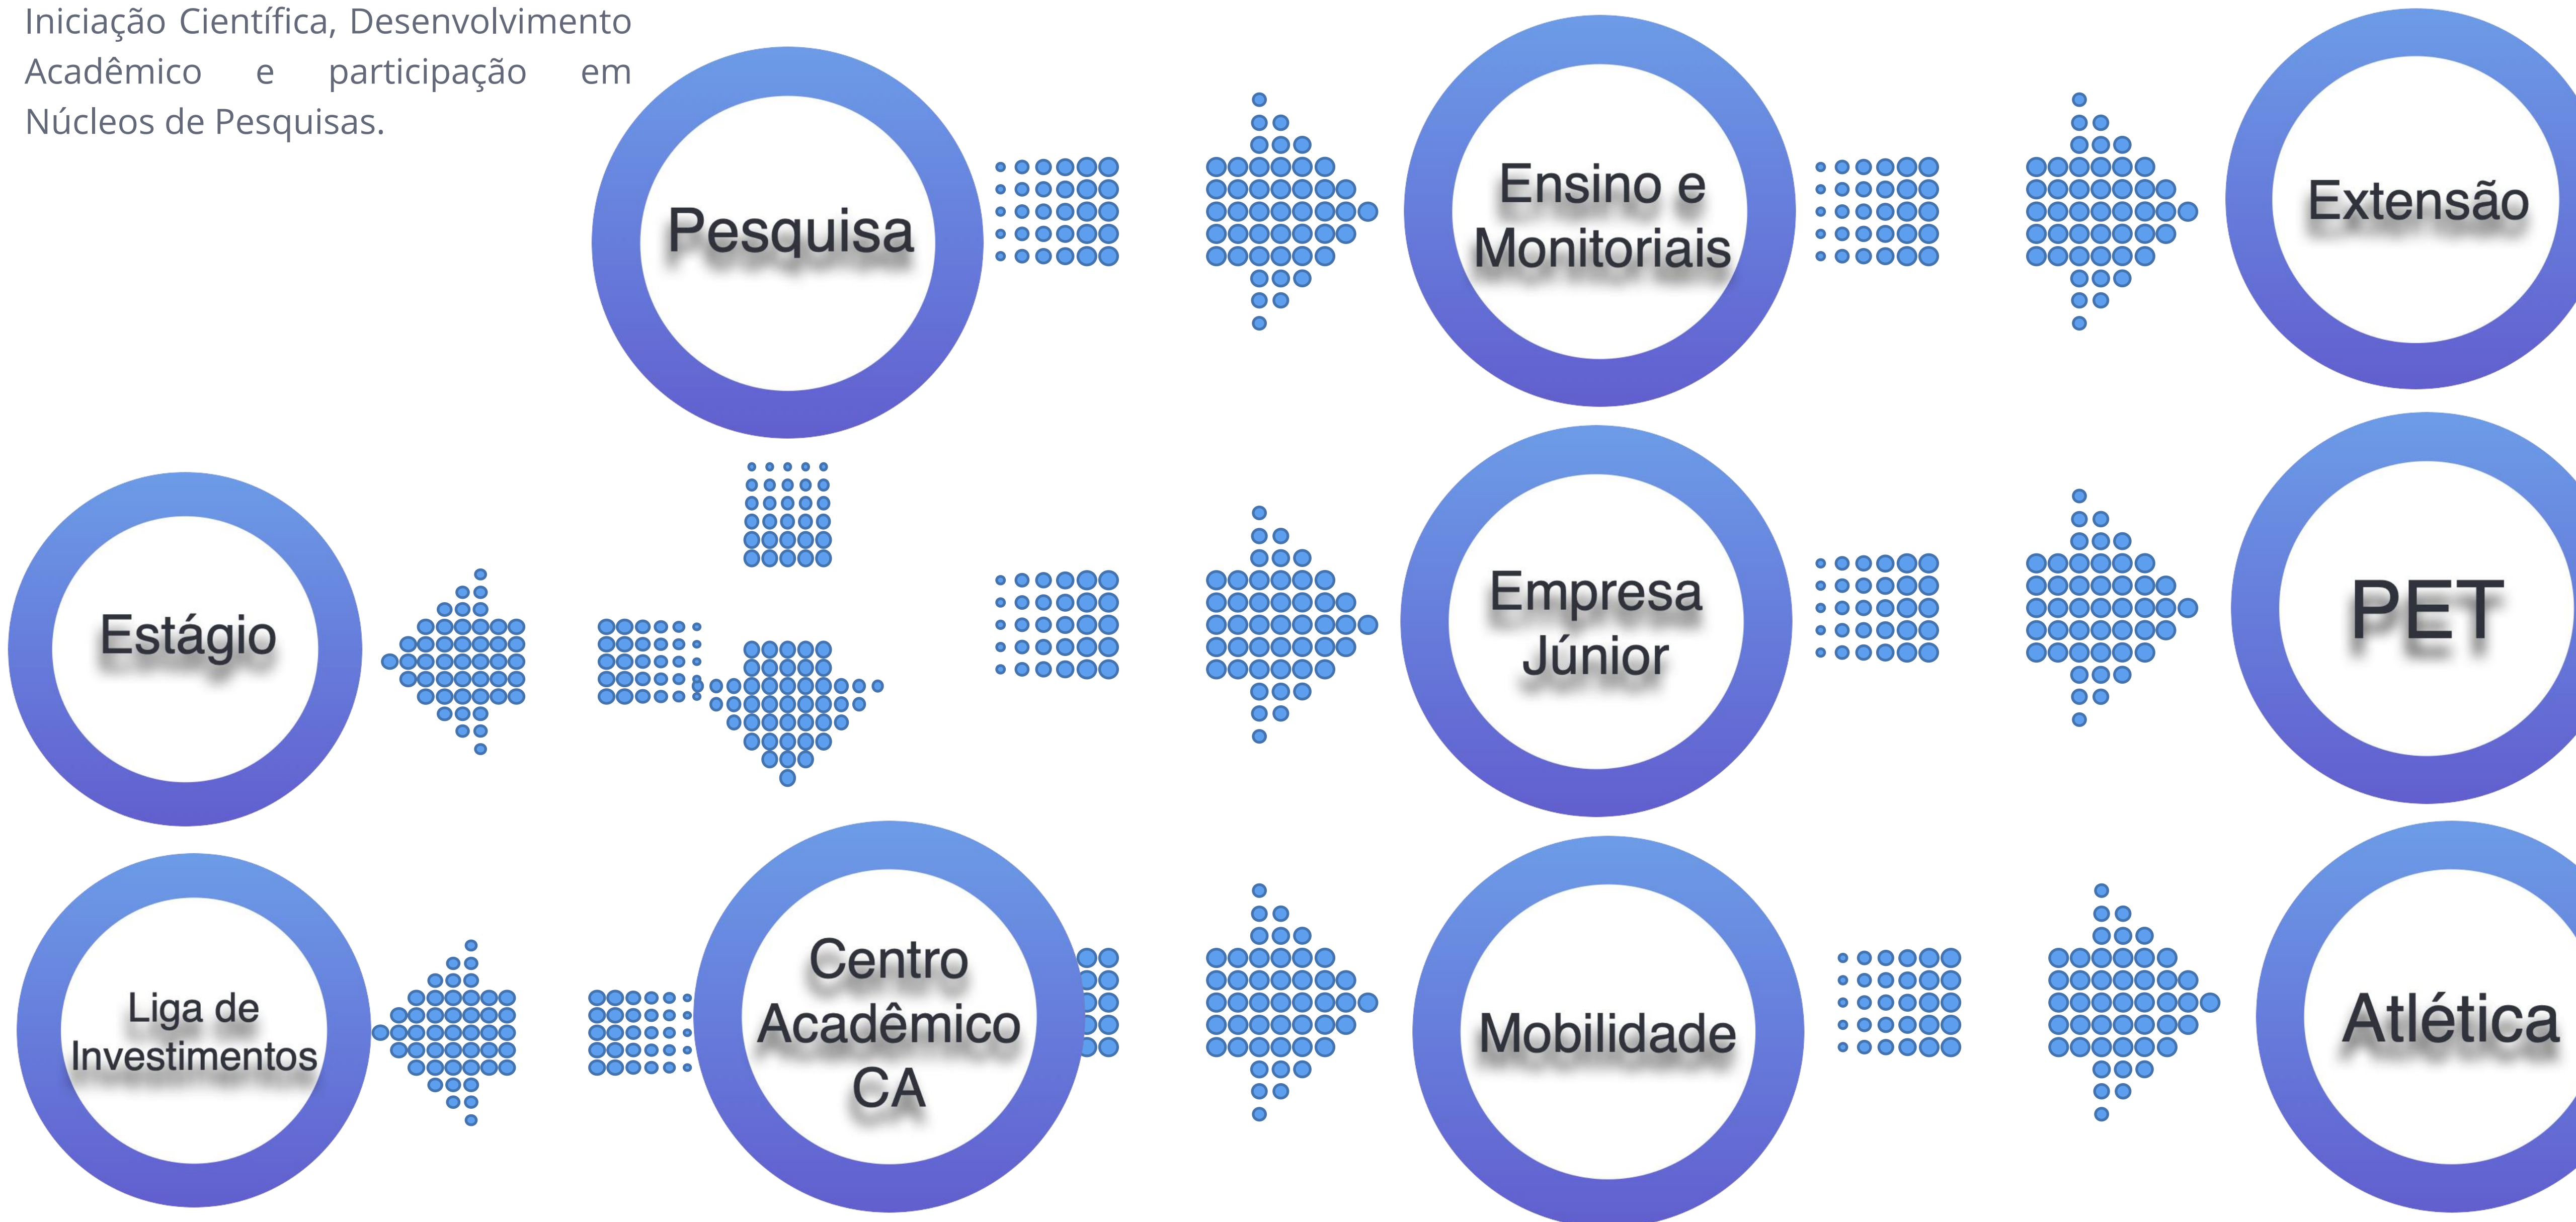 Iniciação Científica, Desenvolvimento
Acadêmico e participação em
Núcleos de Pesquisas.
Pesquisa
Ensino e
Monitoriais
Extensão
Estágio
Empresa
Júnior
PET
Liga de
Investimentos
Centro
Acadêmico
CA
Mobilidade
Atlética